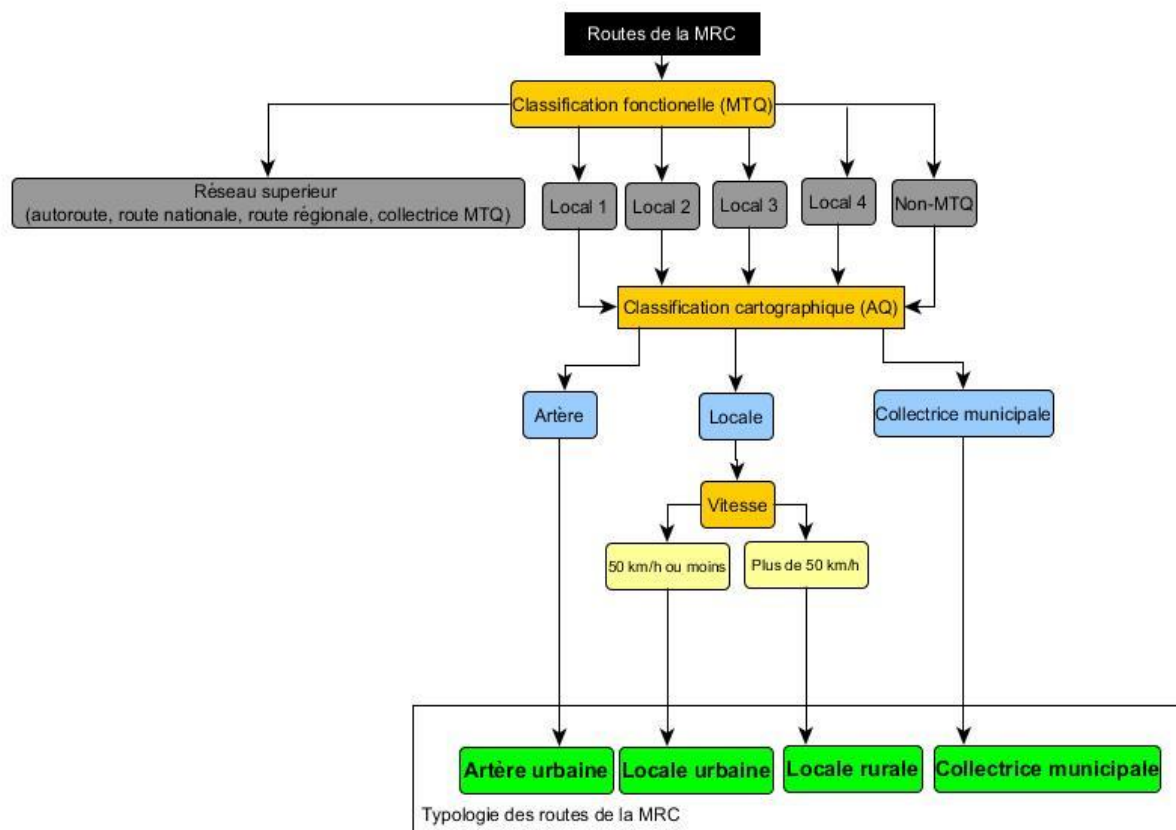 Routes de la MRC
Classification fonctionelle (MTQ)
Réseau superieur
(autoroute, route nationale, route régionale, collectrice MTQ)
Local 1
Local 2
Local 3
Local 4
Non-MTQ
Classification cartographique (AQ)
Artère
Locale
Collectrice municipale
Vitesse
50 km/h ou moins
Plus de 50 km/h
Artère urbaine
Locale urbaine
Locale rurale
Collectrice municipale
Typologie des routes de la MRC